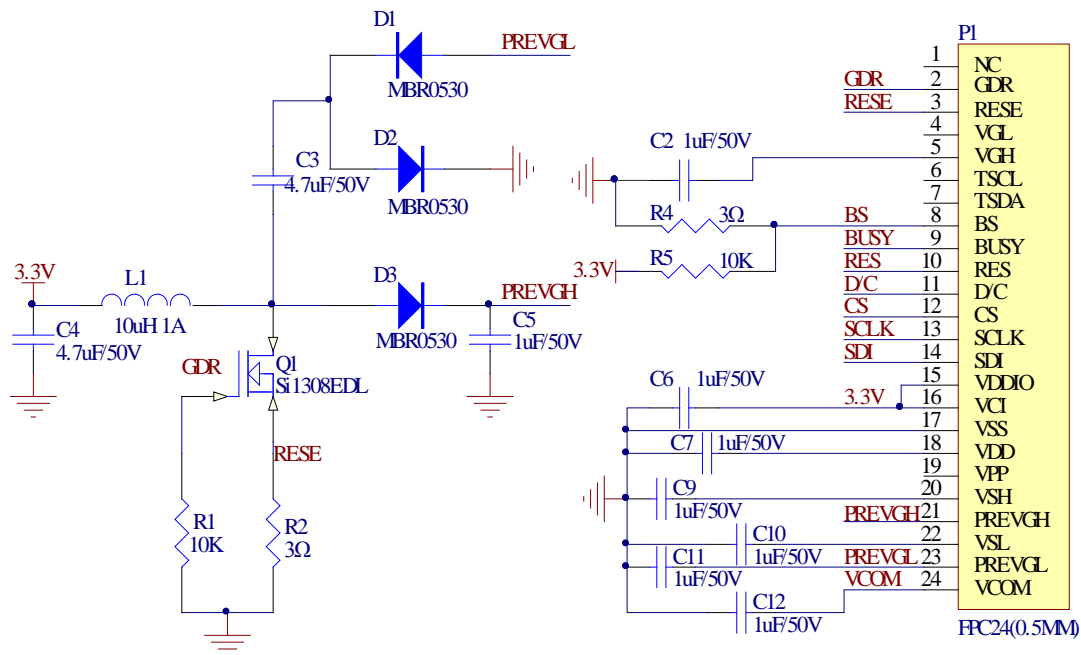 D1
PREVGL
MBR0530
D2
C3
4.7uF/50V
MBR0530
3.3V
L1
10uH 1A
C4
4.7uF/50V
D3
PREVGH
MBR0530
C5
1uF/50V
GDR
Q1
Si1308EDL
RESE
R1
10K
R2
3Ω
C2 1uF/50V
R4 3Ω
R5 10K
3.3V
BS
BUSY
RES
D/C
CS
SCLK
SDI
C6 1uF/50V
3.3V
C7 1uF/50V
C9
1uF/50V
PREVGH
C10
1uF/50V
C11
1uF/50V
PREVGL
VCOM
C12
1uF/50V
GDR
RESE
P1
1 NC
2 GDR
3 RESE
4 VGL
5 VGH
6 TSCL
7 TSDA
8 BS
9 BUSY
10 RES
11 D/C
12 CS
13 SCLK
14 SDI
15 VDDIO
16 VCI
17 VSS
18 VDD
19 VPP
20 VSH
21 PREVGH
22 VSL
23 PREVGL
24 VCOM
FPC24(0.5MM)